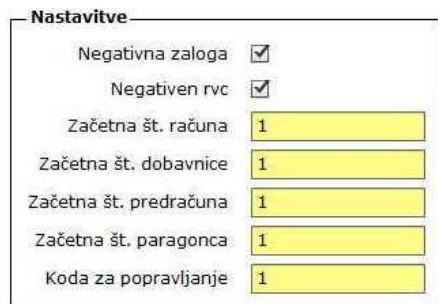 Nastavitve
Negativna zaloga
Negativen rvc
Začetna št. računa 1
Začetna št. dobavnice 1
Začetna št. predračuna 1
Začetna št. paragonca 1
Koda za popravljanje 1